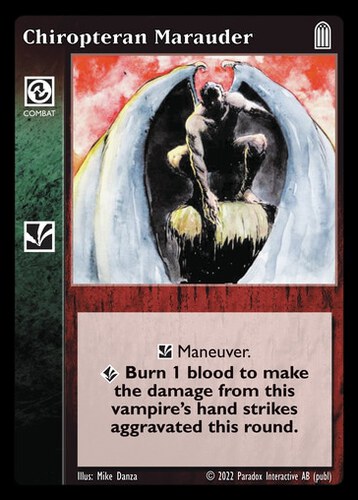 Chiropteran Marauder
COMBAT
Maneuver.
Burn 1 blood to make
the damage from this
vampire's hand strikes
aggravated this round.
Illus: Mike Danza © 2022 Paradox Interactive AB (publ)